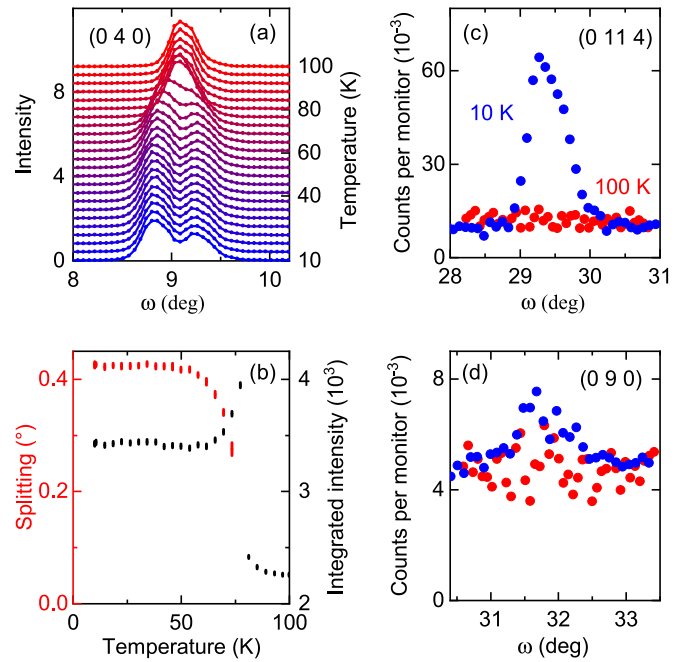 (0 4 0)
(a)
Intensity
8
4
0
100
80
60
40
10
Temperature (K)
8
9
10
ω (deg)
(c)
(0 11 4)
Counts per monitor (10-3)
60
30
0
10 K
100 K
28
29
30
31
ω (deg)
(b)
Splitting (°)
0.4
0.2
0.0
4
3
2
Integrated intensity (10³)
0
25
50
75
100
Temperature (K)
(d)
(0 9 0)
Counts per monitor (10-3)
8
4
0
31
32
33
ω (deg)